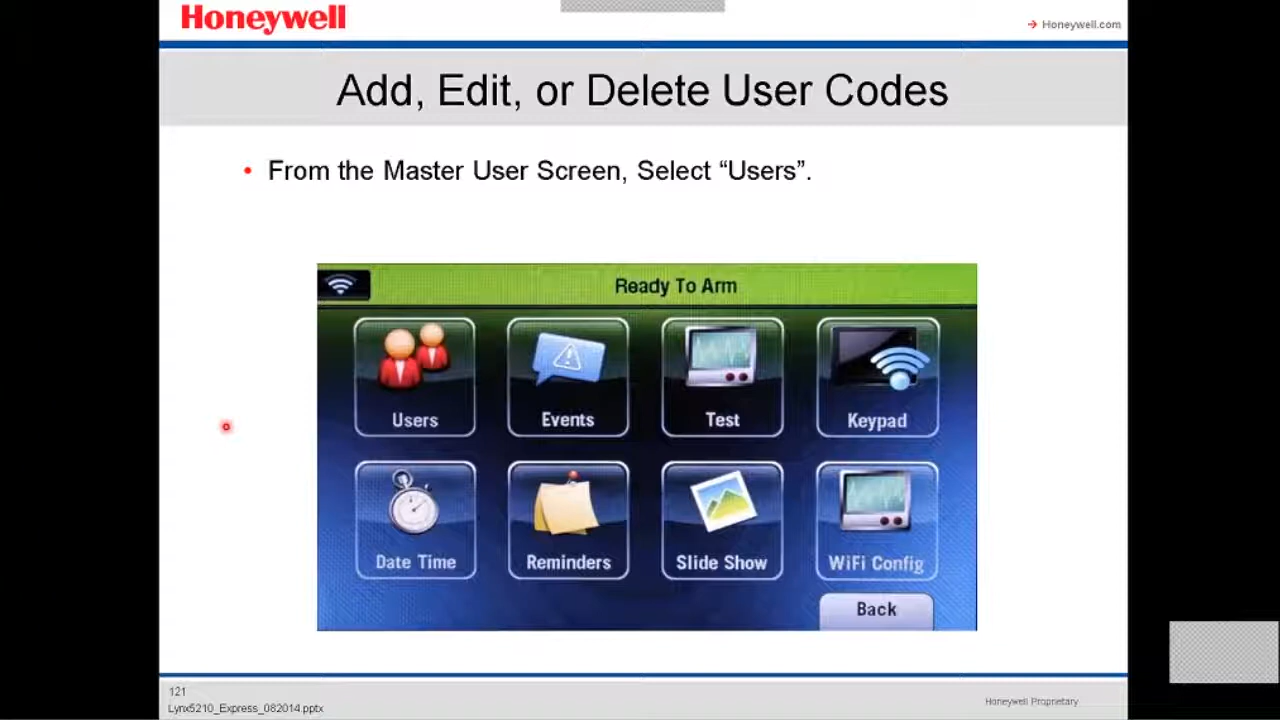 Honeywell
Honeywell.com
Add, Edit, or Delete User Codes
• From the Master User Screen, Select “Users”.
Ready To Arm
Users
Events
Test
Keypad
Date Time
Reminders
Slide Show
WiFi Config
Back
121
Lynx5210_Express_082014.pptx
Honeywell Proprietary